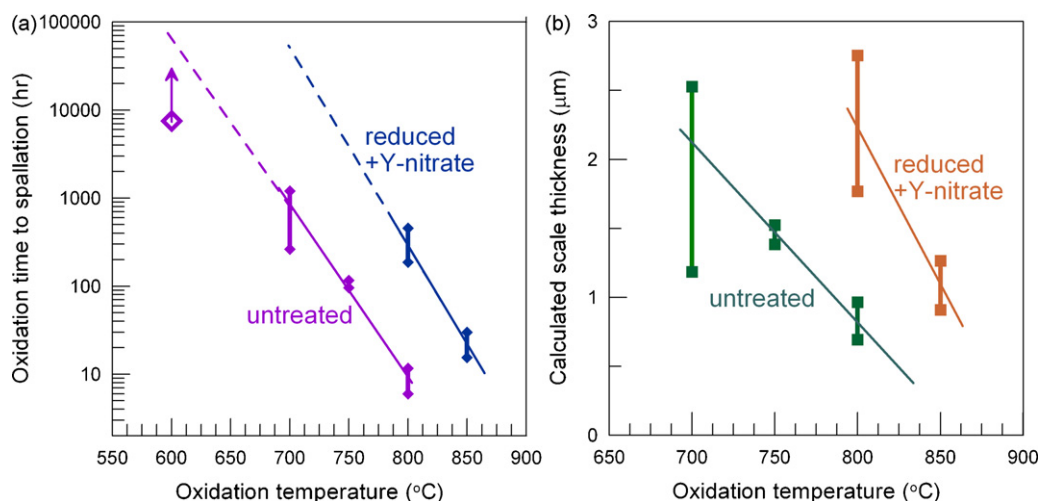 (a)
100000
10000
1000
100
10
Oxidation time to spallation (hr)
reduced
+Y-nitrate
untreated
550 600 650 700 750 800 850 900
Oxidation temperature (°C)
(b)
3
2
1
0
Calculated scale thickness (μm)
reduced
+Y-nitrate
untreated
650 700 750 800 850 900
Oxidation temperature (°C)